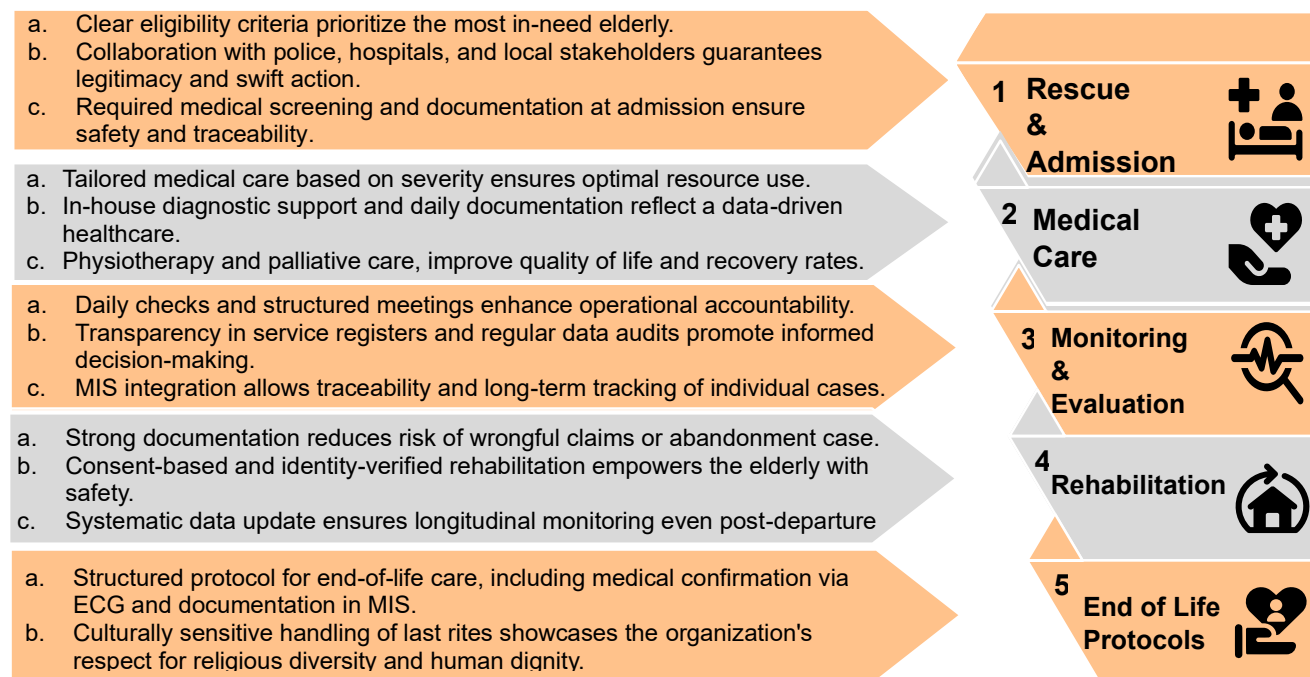 a. Clear eligibility criteria prioritize the most in-need elderly.
b. Collaboration with police, hospitals, and local stakeholders guarantees
legitimacy and swift action.
c. Required medical screening and documentation at admission ensure
safety and traceability.
1 Rescue
&
Admission
a. Tailored medical care based on severity ensures optimal resource use.
b. In-house diagnostic support and daily documentation reflect a data-driven
healthcare.
c. Physiotherapy and palliative care, improve quality of life and recovery rates.
2 Medical
Care
a. Daily checks and structured meetings enhance operational accountability.
b. Transparency in service registers and regular data audits promote informed
decision-making.
c. MIS integration allows traceability and long-term tracking of individual cases.
3 Monitoring
&
Evaluation
a. Strong documentation reduces risk of wrongful claims or abandonment case.
b. Consent-based and identity-verified rehabilitation empowers the elderly with
safety.
c. Systematic data update ensures longitudinal monitoring even post-departure
4
Rehabilitation
a. Structured protocol for end-of-life care, including medical confirmation via
ECG and documentation in MIS.
b. Culturally sensitive handling of last rites showcases the organization's
respect for religious diversity and human dignity.
5
End of Life
Protocols